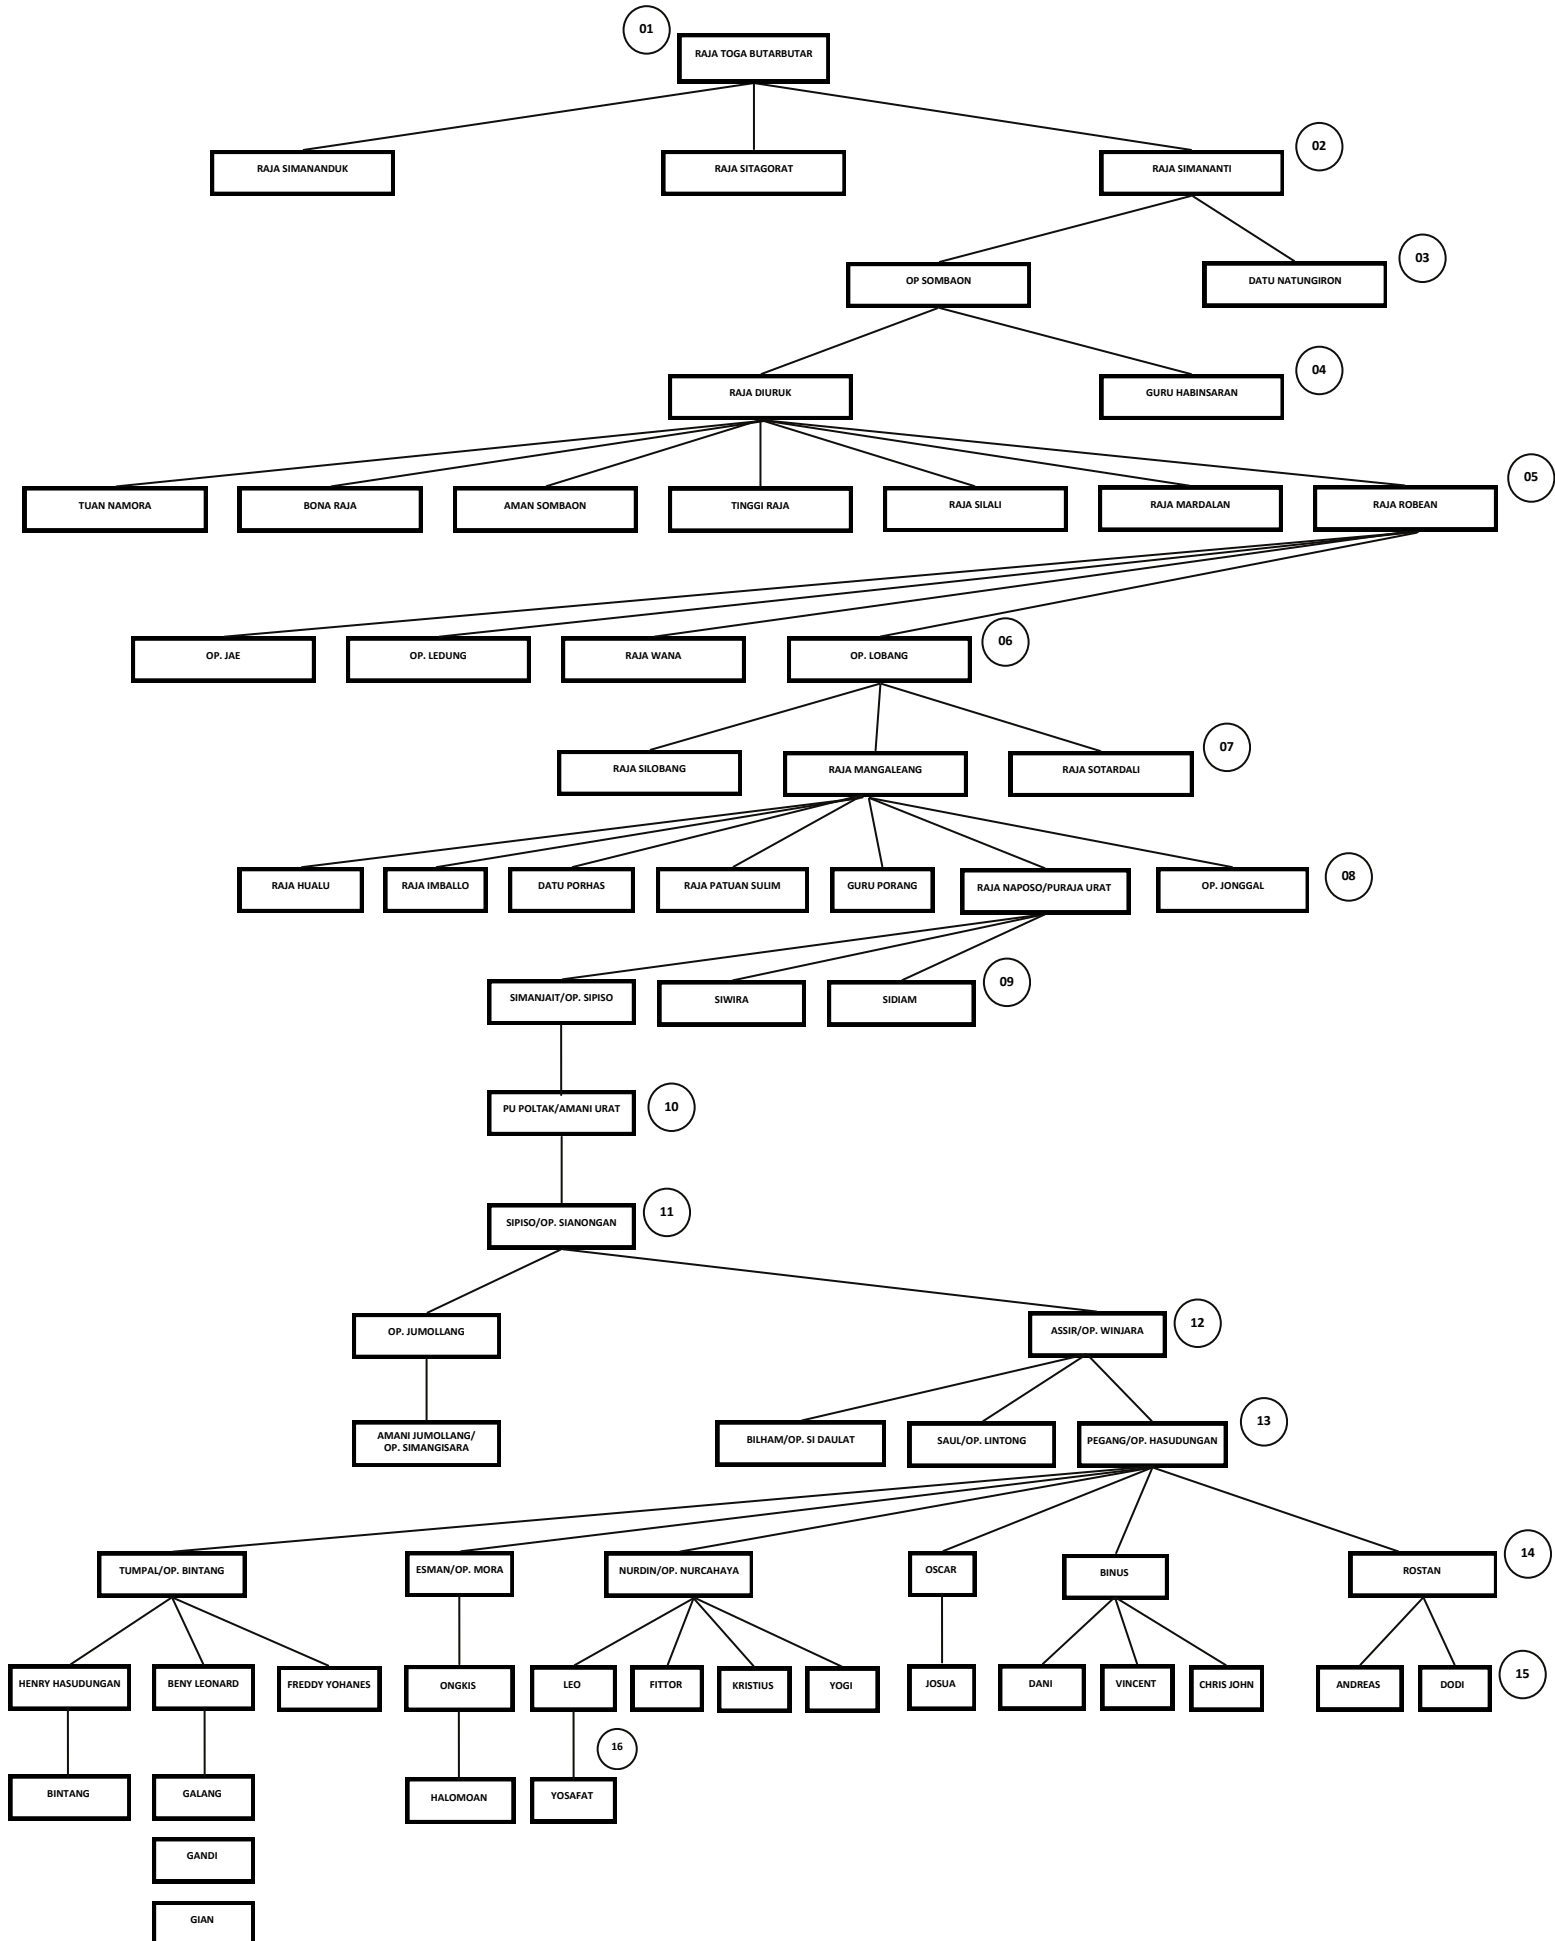 01
RAJA TOGA BUTARBUTAR
RAJA SIMANANDUK
RAJA SITAGORAT
RAJA SIMANANTI
02
OP SOMBAON
DATU NATUNGIRON
03
RAJA DIURUK
GURU HABINSARAN
04
TUAN NAMORA
BONA RAJA
AMAN SOMBAON
TINGGI RAJA
RAJA SILALI
RAJA MARDALAN
RAJA ROBEAN
05
OP. JAE
OP. LEDUNG
RAJA WANA
OP. LOBANG
06
RAJA SILOBANG
RAJA MANGALEANG
RAJA SOTARDALI
07
RAJA HUALU
RAJA IMBALLO
DATU PORHAS
RAJA PATUAN SULIM
GURU PORANG
RAJA NAPOSO/PURAJA URAT
OP. JONGGAL
08
SIMANJAIT/OP. SIPISO
SIWIRA
SIDIAM
09
PU POLTAK/AMANI URAT
10
SIPISO/OP. SIANONGAN
11
OP. JUMOLLANG
ASSIR/OP. WINJARA
12
AMANI JUMOLLANG/
OP. SIMANGISARA
BILHAM/OP. SI DAULAT
SAUL/OP. LINTONG
PEGANG/OP. HASUDUNGAN
13
TUMPAL/OP. BINTANG
ESMAN/OP. MORA
NURDIN/OP. NURCAHAYA
OSCAR
BINUS
ROSTAN
14
HENRY HASUDUNGAN
BENY LEONARD
FREDDY YOHANES
ONGKIS
LEO
FITTOR
KRISTIUS
YOGI
JOSUA
DANI
VINCENT
CHRIS JOHN
ANDREAS
DODI
15
16
BINTANG
GALANG
HALOMOAN
YOSAFAT
GANDI
GIAN